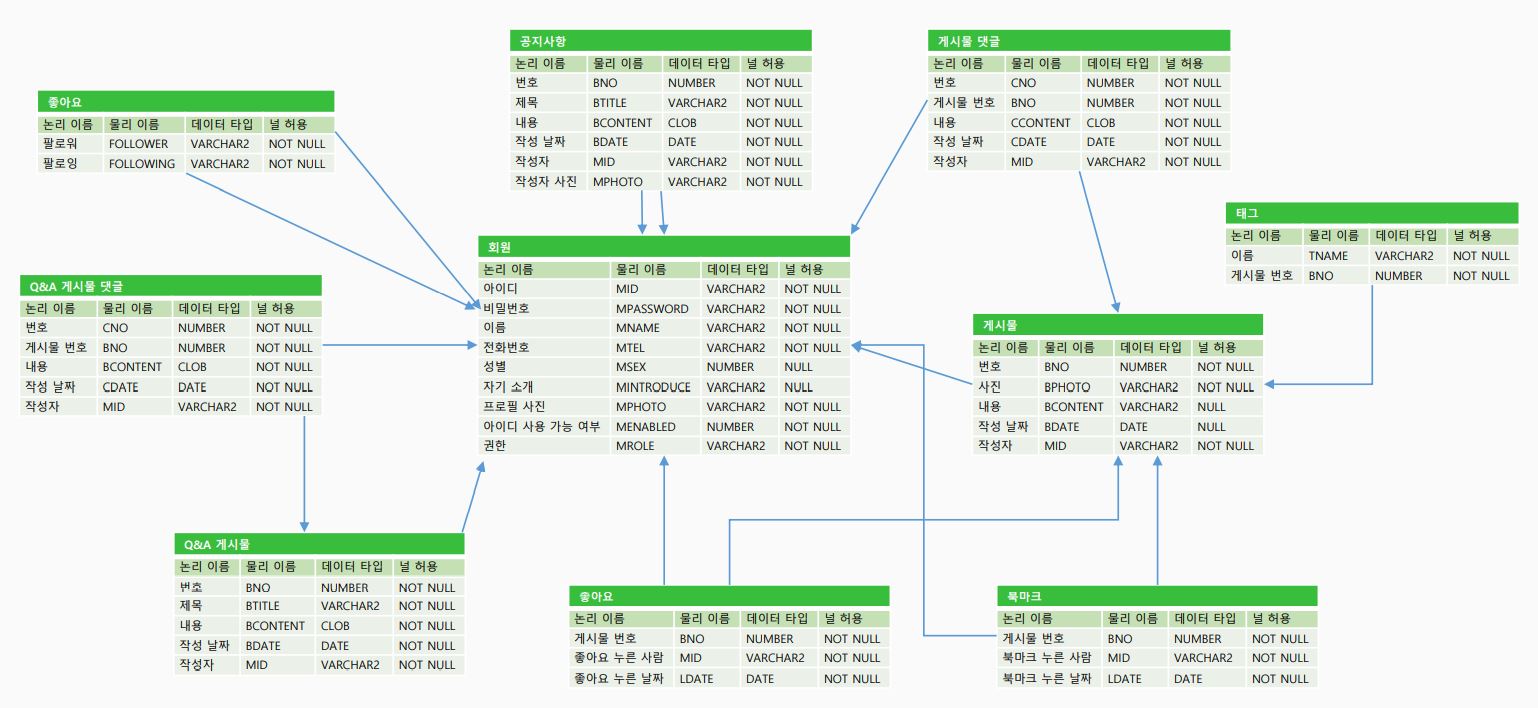 공지사항
논리 이름 물리 이름 데이터 타입 널 허용
번호 BNO NUMBER NOT NULL
제목 BTITLE VARCHAR2 NOT NULL
내용 BCONTENT CLOB NOT NULL
작성 날짜 BDATE DATE NOT NULL
작성자 MID VARCHAR2 NOT NULL
작성자 사진 MPHOTO VARCHAR2 NOT NULL
게시물 댓글
논리 이름 물리 이름 데이터 타입 널 허용
번호 CNO NUMBER NOT NULL
게시물 번호 BNO NUMBER NOT NULL
내용 CCONTENT CLOB NOT NULL
작성 날짜 CDATE DATE NOT NULL
작성자 MID VARCHAR2 NOT NULL
좋아요
논리 이름 물리 이름 데이터 타입 널 허용
팔로워 FOLLOWER VARCHAR2 NOT NULL
팔로잉 FOLLOWING VARCHAR2 NOT NULL
태그
논리 이름 물리 이름 데이터 타입 널 허용
이름 TNAME VARCHAR2 NOT NULL
게시물 번호 BNO NUMBER NOT NULL
회원
논리 이름 물리 이름 데이터 타입 널 허용
아이디 MID VARCHAR2 NOT NULL
비밀번호 MPASSWORD VARCHAR2 NOT NULL
이름 MNAME VARCHAR2 NOT NULL
전화번호 MTEL VARCHAR2 NOT NULL
성별 MSEX NUMBER NULL
자기 소개 MINTRODUCE VARCHAR2 NULL
프로필 사진 MPHOTO VARCHAR2 NOT NULL
아이디 사용 가능 여부 MENABLED NUMBER NOT NULL
권한 MROLE VARCHAR2 NOT NULL
Q&A 게시물 댓글
논리 이름 물리 이름 데이터 타입 널 허용
번호 CNO NUMBER NOT NULL
게시물 번호 BNO NUMBER NOT NULL
내용 BCONTENT CLOB NOT NULL
작성 날짜 CDATE DATE NOT NULL
작성자 MID VARCHAR2 NOT NULL
게시물
논리 이름 물리 이름 데이터 타입 널 허용
번호 BNO NUMBER NOT NULL
사진 BPHOTO VARCHAR2 NOT NULL
내용 BCONTENT VARCHAR2 NULL
작성 날짜 BDATE DATE NULL
작성자 MID VARCHAR2 NOT NULL
Q&A 게시물
논리 이름 물리 이름 데이터 타입 널 허용
번호 BNO NUMBER NOT NULL
제목 BTITLE VARCHAR2 NOT NULL
내용 BCONTENT CLOB NOT NULL
작성 날짜 BDATE DATE NOT NULL
작성자 MID VARCHAR2 NOT NULL
좋아요
논리 이름 물리 이름 데이터 타입 널 허용
게시물 번호 BNO NUMBER NOT NULL
좋아요 누른 사람 MID VARCHAR2 NOT NULL
좋아요 누른 날짜 LDATE DATE NOT NULL
북마크
논리 이름 물리 이름 데이터 타입 널 허용
게시물 번호 BNO NUMBER NOT NULL
북마크 누른 사람 MID VARCHAR2 NOT NULL
북마크 누른 날짜 LDATE DATE NOT NULL